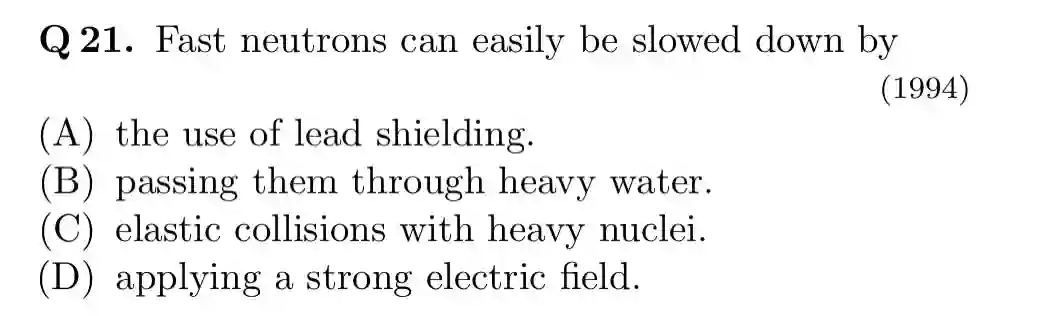 Q 21. Fast neutrons can easily be slowed down by
(1994)
(A) the use of lead shielding.
(B) passing them through heavy water.
(C) elastic collisions with heavy nuclei.
(D) applying a strong electric field.